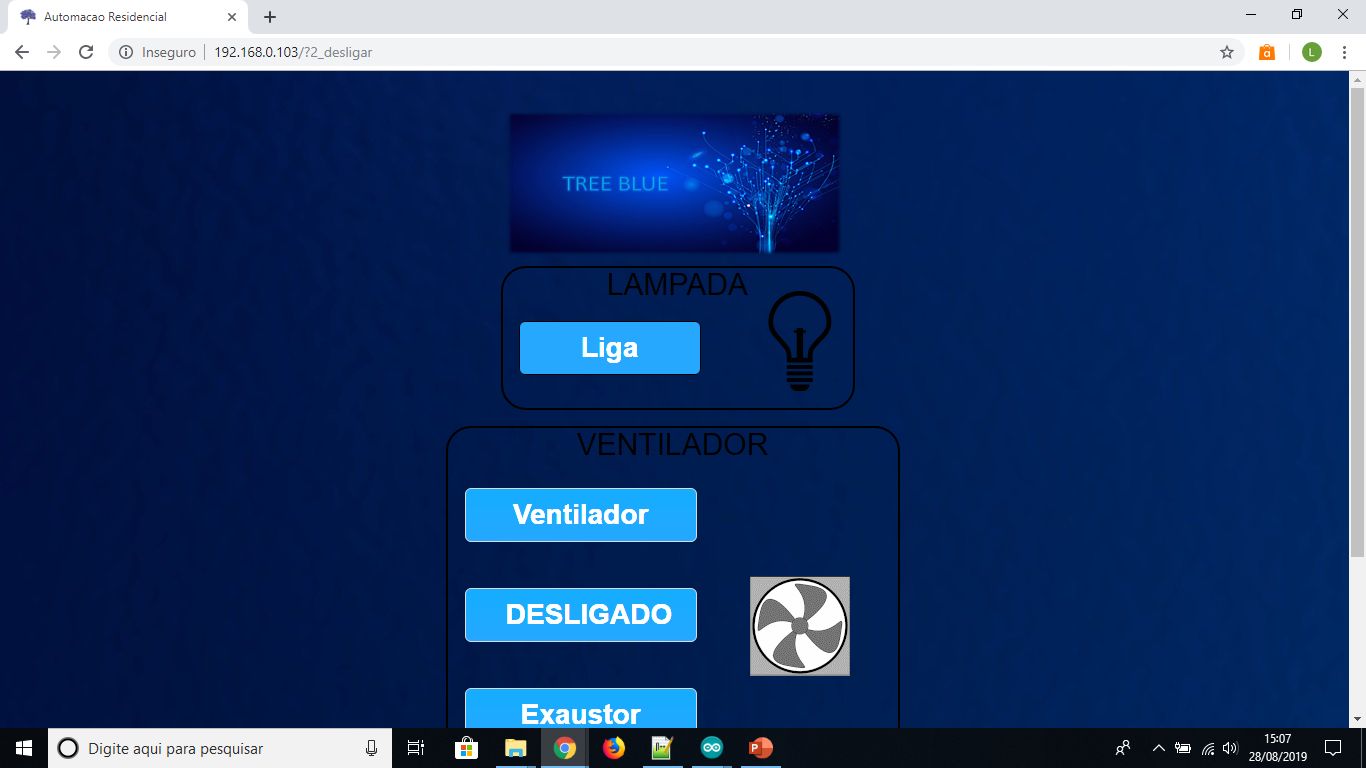 Automacao Residencial
Inseguro | 192.168.0.103/?2_desligar
L
TREE BLUE
LAMPADA
Liga
VENTILADOR
Ventilador
DESLIGADO
Exaustor
Digite aqui para pesquisar
15:07
28/08/2019